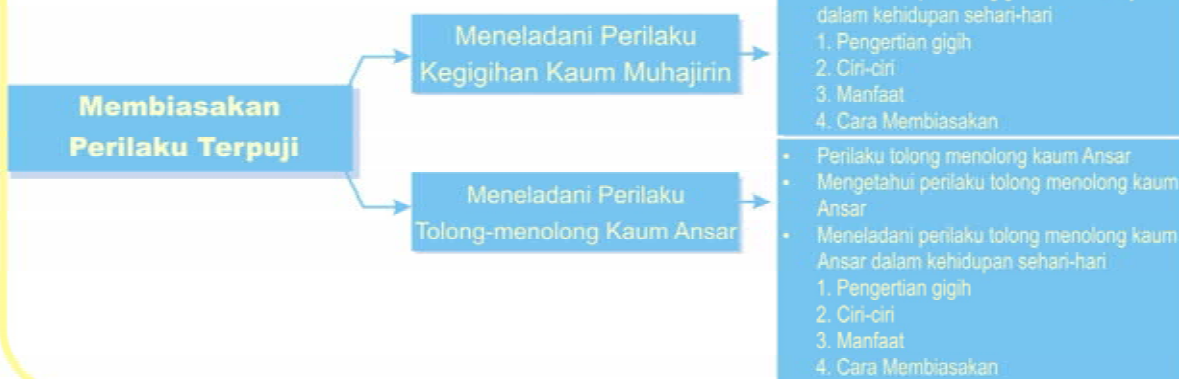 Membiasakan
Perilaku Terpuji
Meneladani Perilaku
Kegigihan Kaum Muhajirin
dalam kehidupan sehari-hari
1. Pengertian gigih
2. Ciri-ciri
3. Manfaat
4. Cara Membiasakan
Meneladani Perilaku
Tolong-menolong Kaum Ansar
• Perilaku tolong menolong kaum Ansar
• Mengetahui perilaku tolong menolong kaum
Ansar
• Meneladani perilaku tolong menolong kaum
Ansar dalam kehidupan sehari-hari
1. Pengertian gigih
2. Ciri-ciri
3. Manfaat
4. Cara Membiasakan